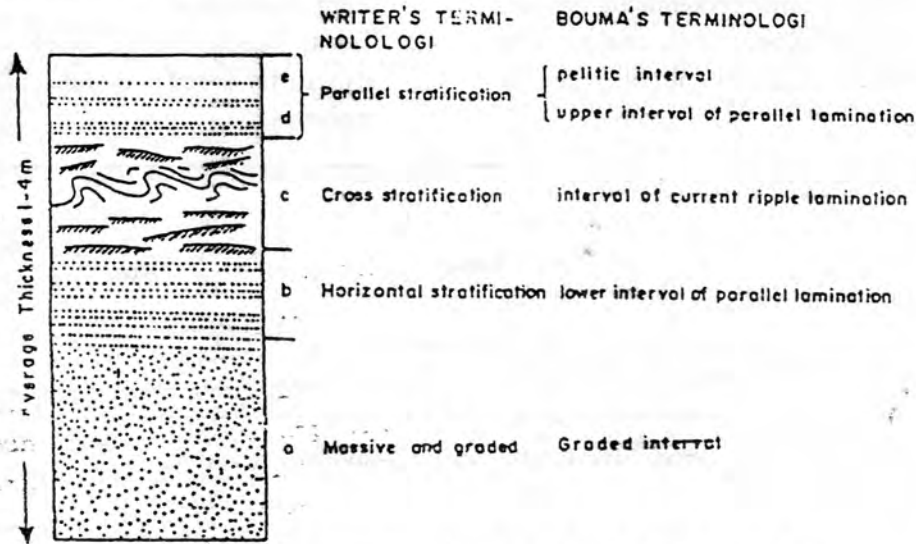 WRITER'S TERMI-
NOLOLOGI
BOUMA'S TERMINOLOGI
e
d
Parallel stratification
pelitic interval
upper interval of parallel lamination
c
Cross stratification
interval of current ripple lamination
b
Horizontal stratification
lower interval of parallel lamination
a
Massive and graded
Graded interval
Average Thickness 1-4m